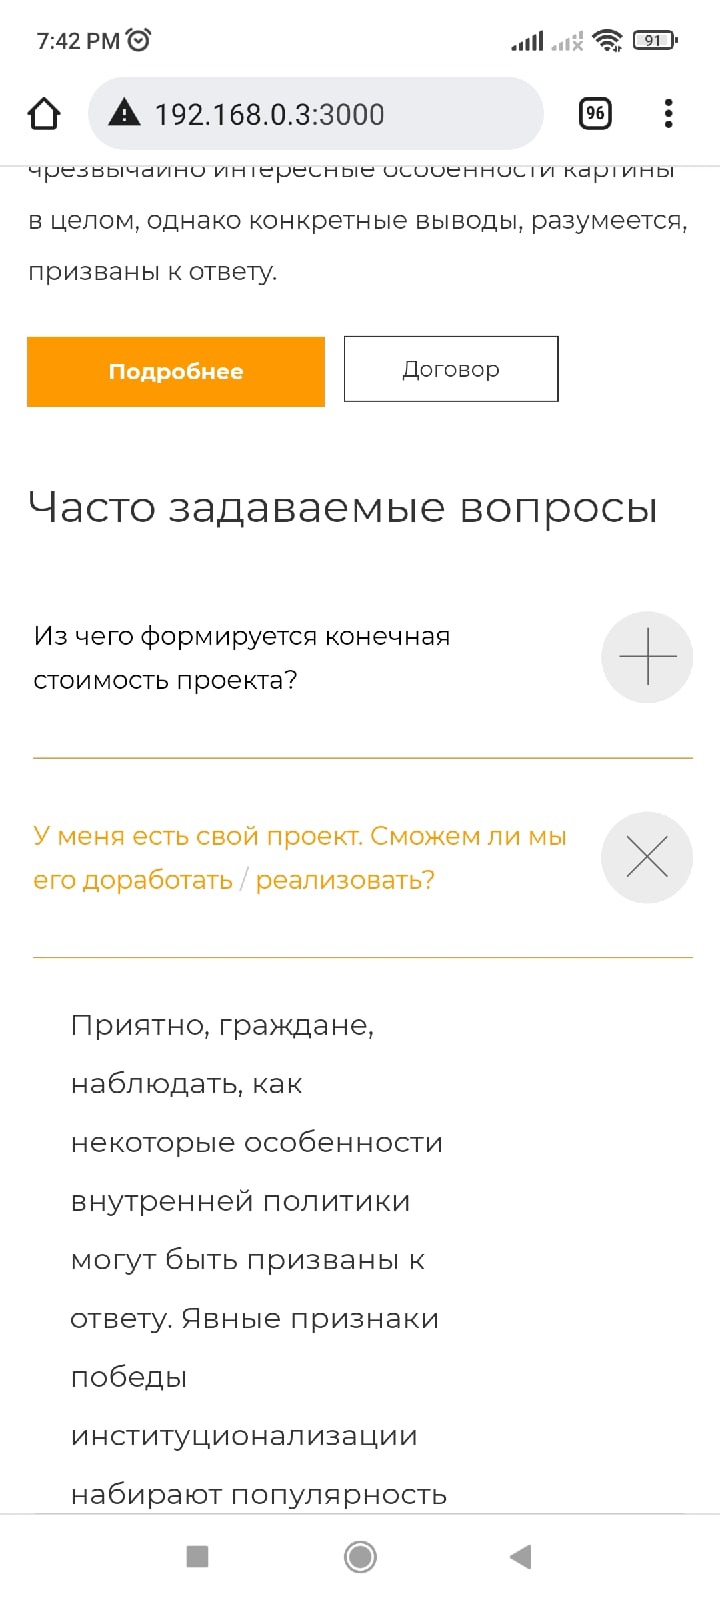 7:42 PM
91
192.168.0.3:3000
96
чрезвычайно интересные особенности картины
в целом, однако конкретные выводы, разумеется,
призваны к ответу.
Подробнее
Договор
Часто задаваемые вопросы
Из чего формируется конечная
стоимость проекта?
У меня есть свой проект. Сможем ли мы
его доработать / реализовать?
Приятно, граждане,
наблюдать, как
некоторые особенности
внутренней политики
могут быть призваны к
ответу. Явные признаки
победы
институционализации
набирают популярность